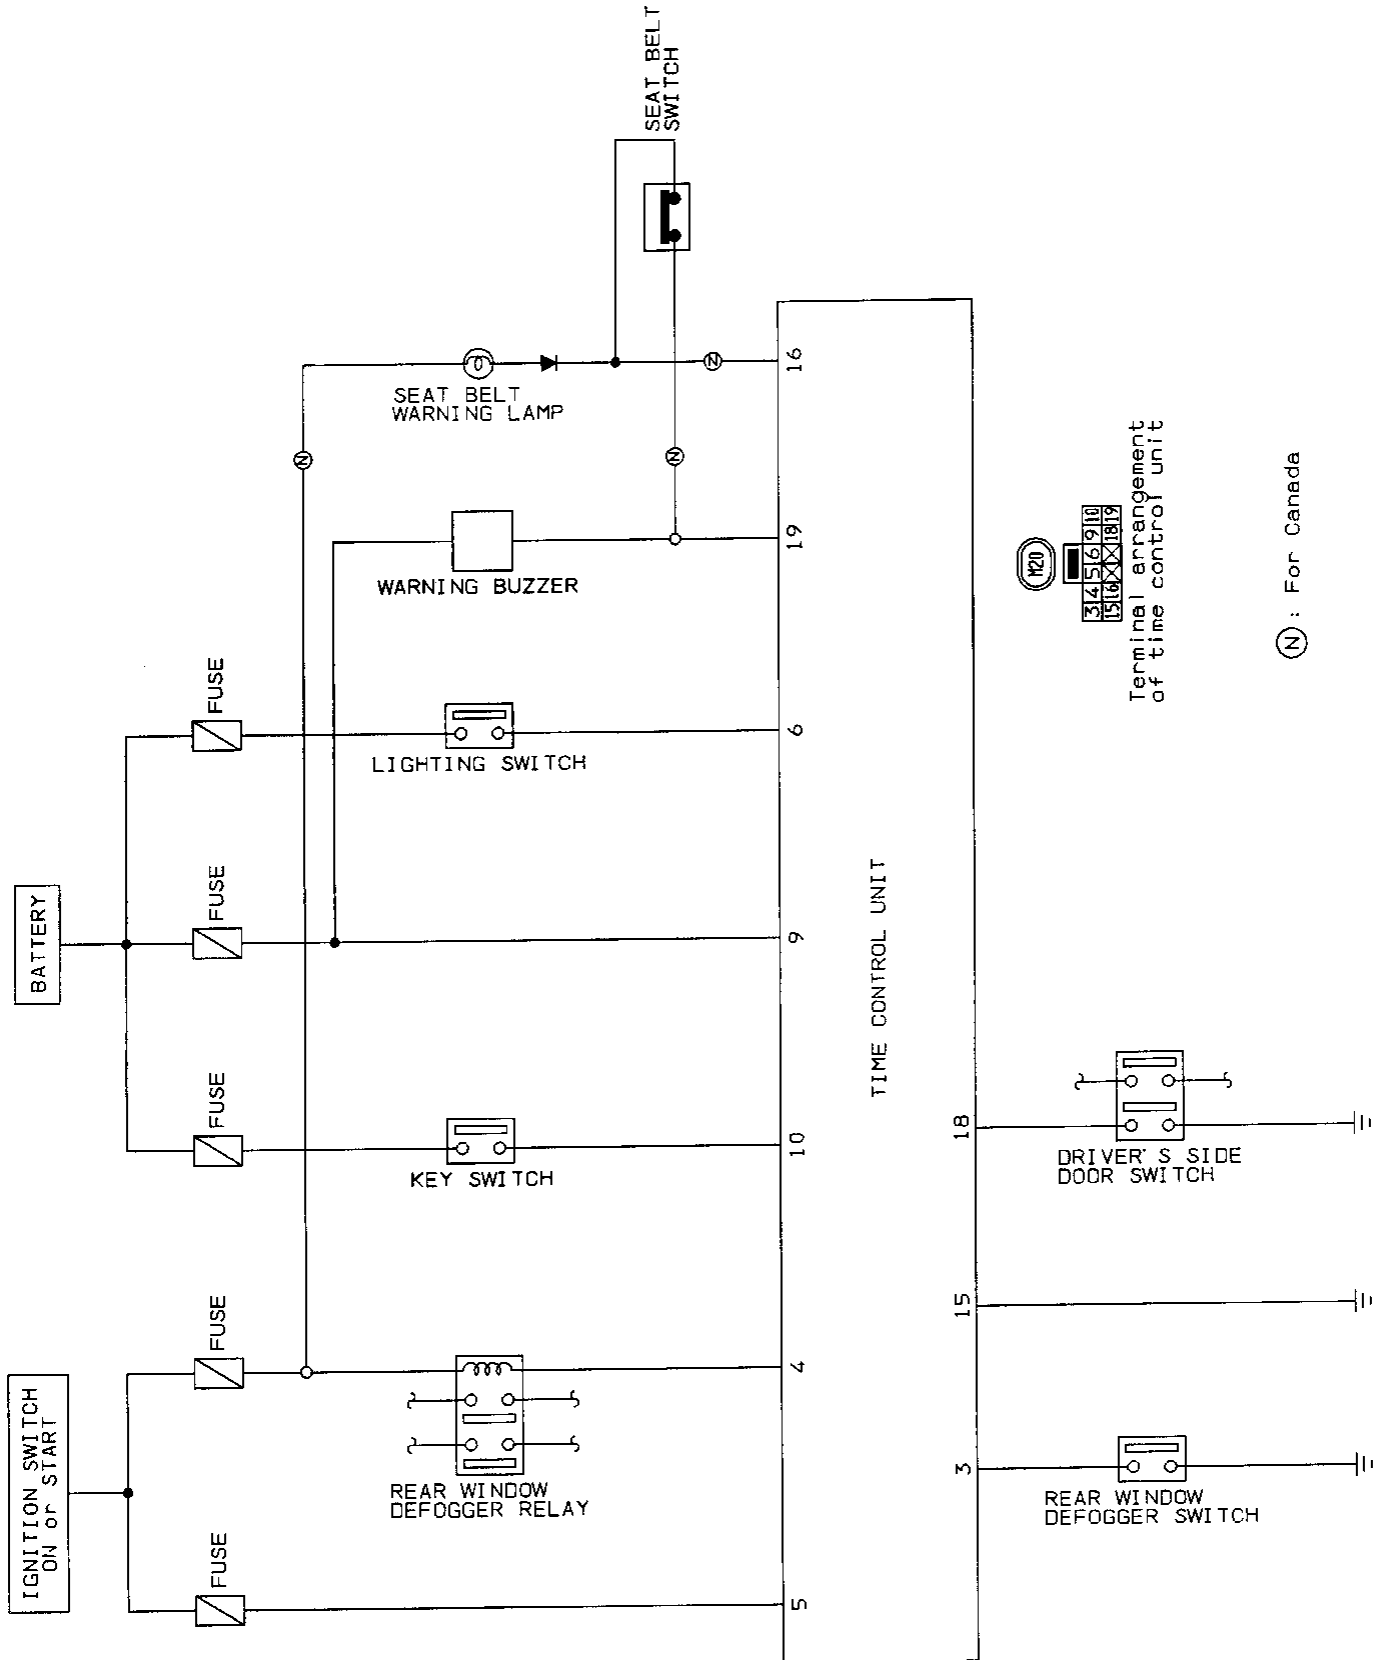 SEAT BELT
SWITCH
16
SEAT BELT
WARNING LAMP
N
N
N
19
WARNING BUZZER
FUSE
6
LIGHTING SWITCH
BATTERY
FUSE
9
FUSE
10
KEY SWITCH
TIME CONTROL UNIT
IGNITION SWITCH
ON or START
FUSE
4
REAR WINDOW
DEFOGGER RELAY
FUSE
5
18
DRIVER'S SIDE
DOOR SWITCH
15
3
REAR WINDOW
DEFOGGER SWITCH
M20
3 4 5 6 9 10
15 16 18 19
Terminal arrangement
of time control unit
N : For Canada